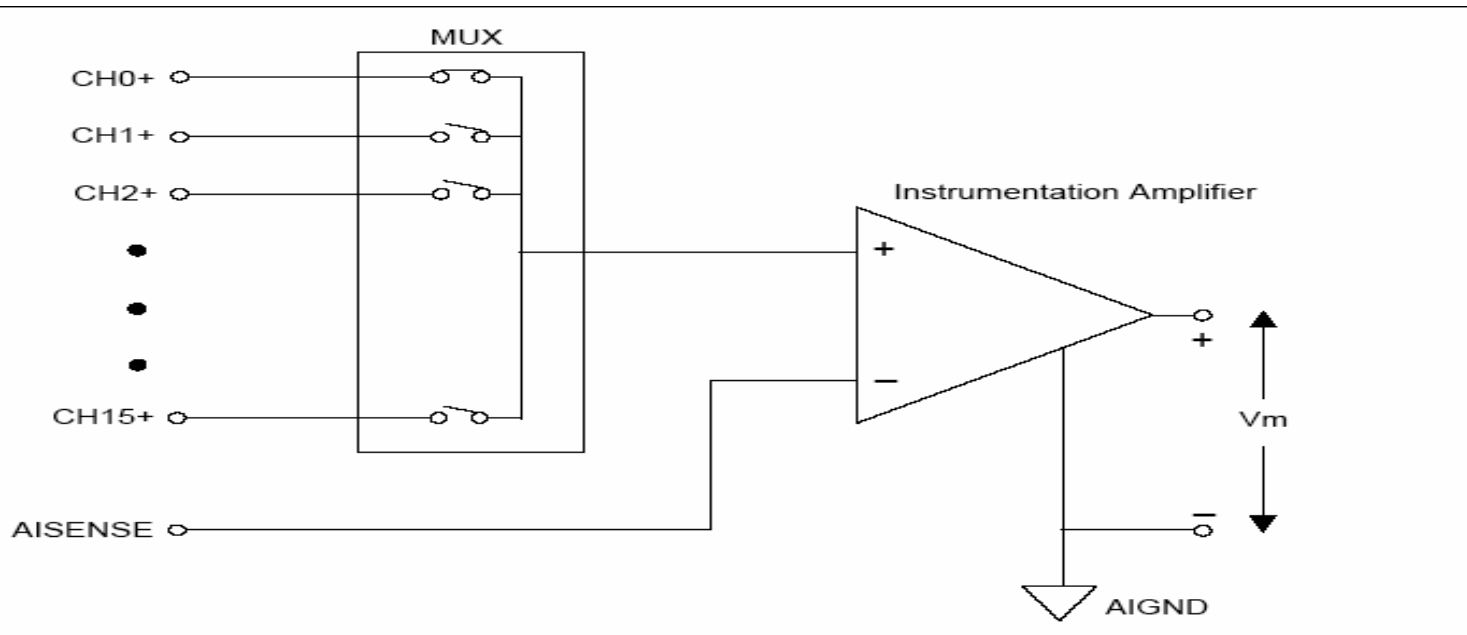 MUX
CH0+
CH1+
CH2+
Instrumentation Amplifier
+
−
+
CH15+
Vm
AISENSE
−
AIGND